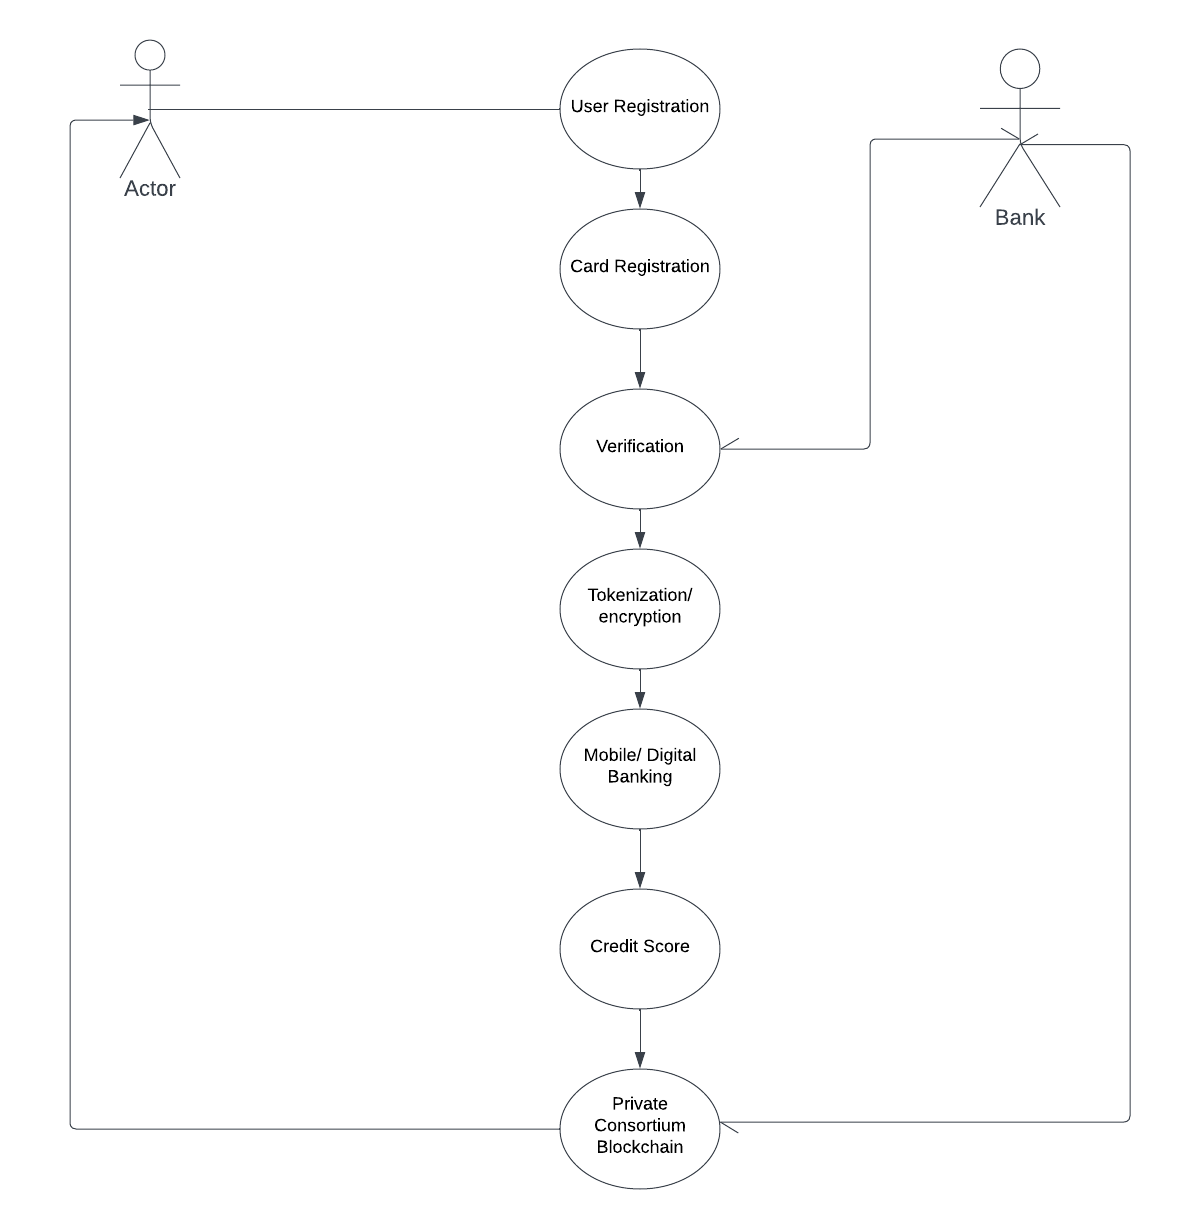 User Registration
Actor
Bank
Card Registration
Verification
Tokenization/
encryption
Mobile/ Digital
Banking
Credit Score
Private
Consortium
Blockchain